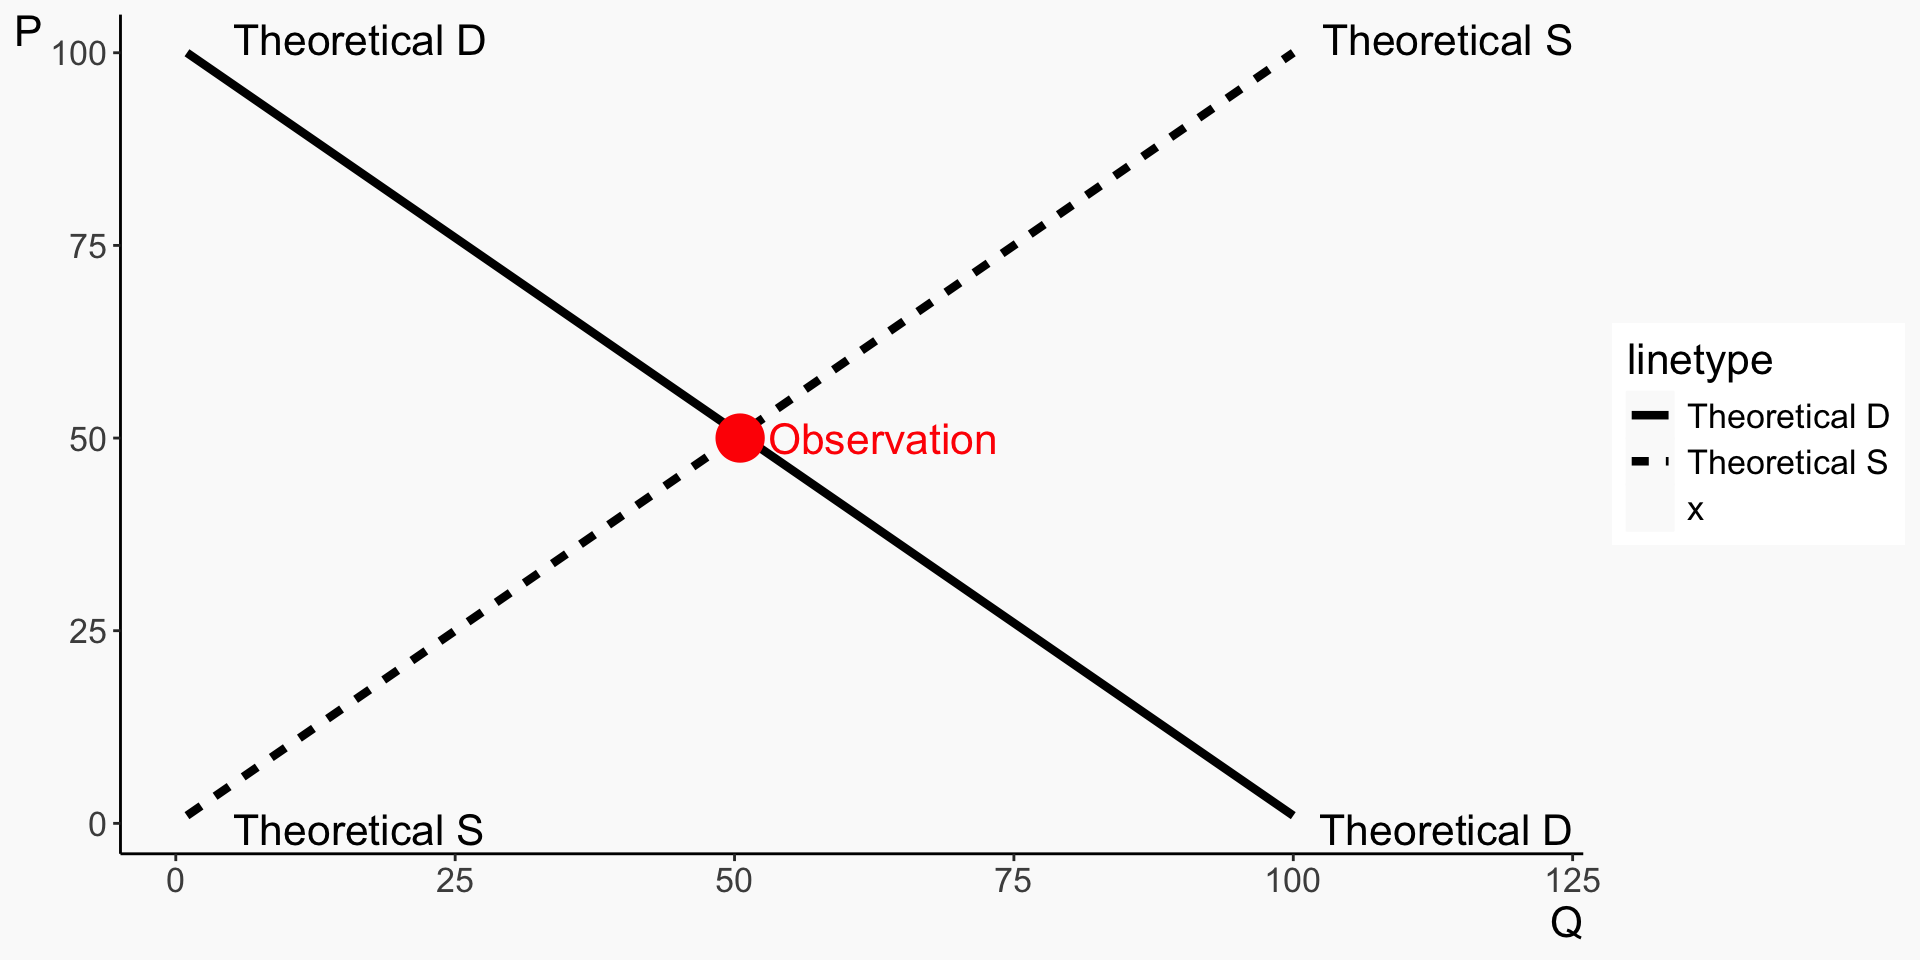 P
Theoretical D
Theoretical S
100
75
50
25
0
Observation
Theoretical S
Theoretical D
0
25
50
75
100
125
Q
linetype
Theoretical D
Theoretical S
x